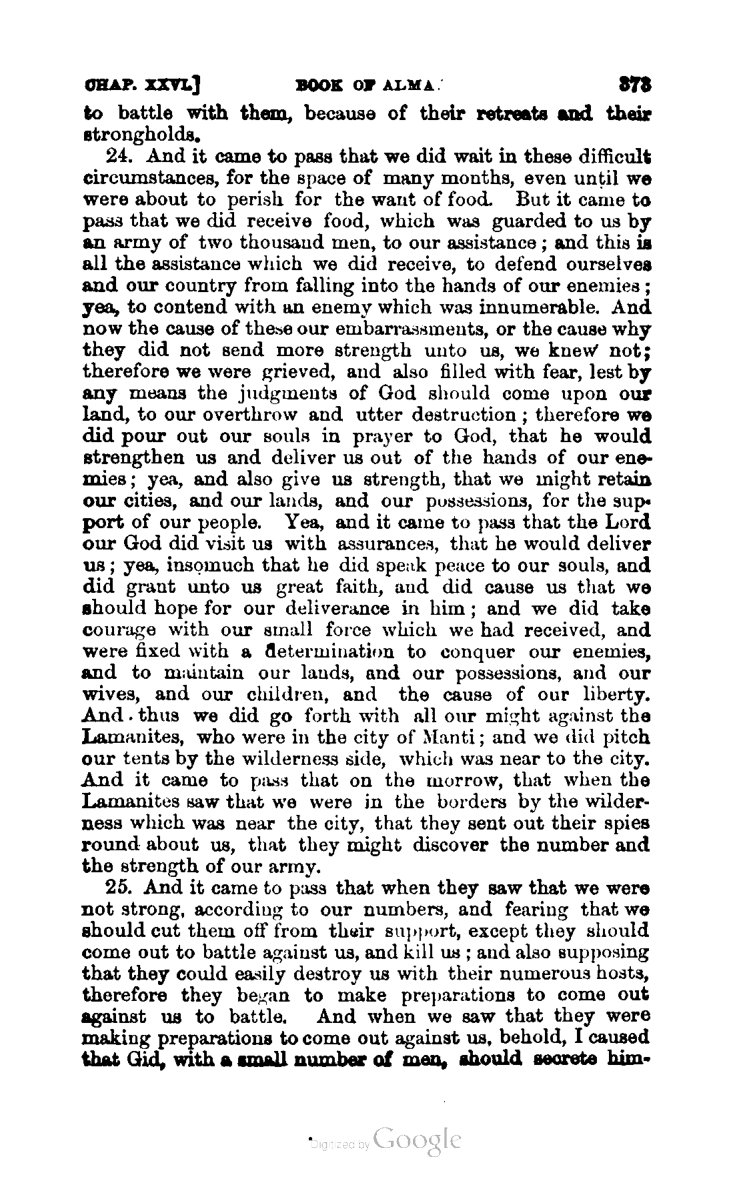 CHAP. XXVI.] BOOK OF ALMA. 373
to battle with them, because of their retreats and their
strongholds.
24. And it came to pass that we did wait in these difficult
circumstances, for the space of many months, even until we
were about to perish for the want of food. But it came to
pass that we did receive food, which was guarded to us by
an army of two thousand men, to our assistance; and this is
all the assistance which we did receive, to defend ourselves
and our country from falling into the hands of our enemies;
yea, to contend with an enemy which was innumerable. And
now the cause of these our embarrassments, or the cause why
they did not send more strength unto us, we knew not;
therefore we were grieved, and also filled with fear, lest by
any means the judgments of God should come upon our
land, to our overthrow and utter destruction; therefore we
did pour out our souls in prayer to God, that he would
strengthen us and deliver us out of the hands of our ene-
mies; yea, and also give us strength, that we might retain
our cities, and our lands, and our possessions, for the sup-
port of our people. Yea, and it came to pass that the Lord
our God did visit us with assurances, that he would deliver
us; yea, insomuch that he did speak peace to our souls, and
did grant unto us great faith, and did cause us that we
should hope for our deliverance in him; and we did take
courage with our small force which we had received, and
were fixed with a determination to conquer our enemies,
and to maintain our lands, and our possessions, and our
wives, and our children, and the cause of our liberty.
And thus we did go forth with all our might against the
Lamanites, who were in the city of Manti; and we did pitch
our tents by the wilderness side, which was near to the city.
And it came to pass that on the morrow, that when the
Lamanites saw that we were in the borders by the wilder-
ness which was near the city, that they sent out their spies
round about us, that they might discover the number and
the strength of our army.
25. And it came to pass that when they saw that we were
not strong, according to our numbers, and fearing that we
should cut them off from their support, except they should
come out to battle against us, and kill us; and also supposing
that they could easily destroy us with their numerous hosts,
therefore they began to make preparations to come out
against us to battle. And when we saw that they were
making preparations to come out against us, behold, I caused
that Gid, with a small number of men, should secrete him-
Digitized by Google